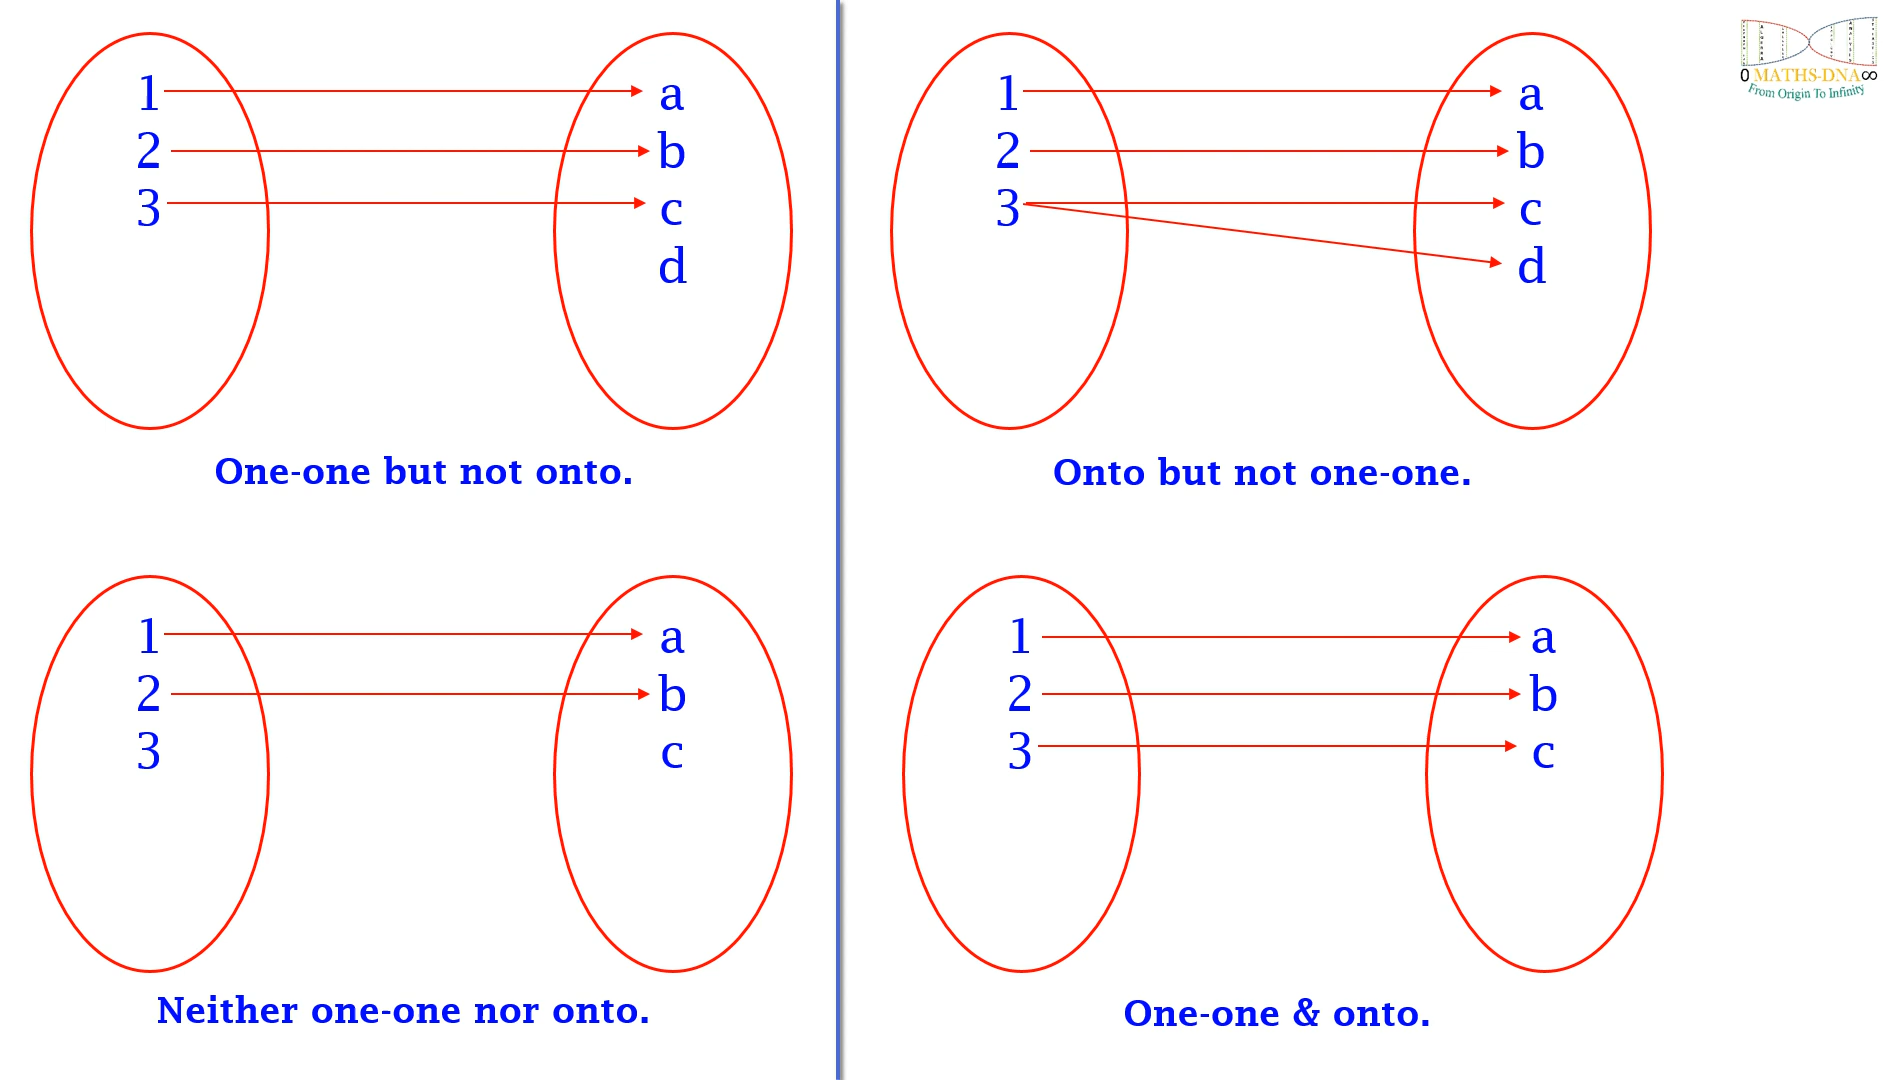 1 a
2 b
3 c
d
One-one but not onto.
1 a
2 b
3 c
d
Onto but not one-one.
1 a
2 b
3 c
Neither one-one nor onto.
1 a
2 b
3 c
One-one & onto.
0 MATHS-DNA∞
From Origin To Infinity